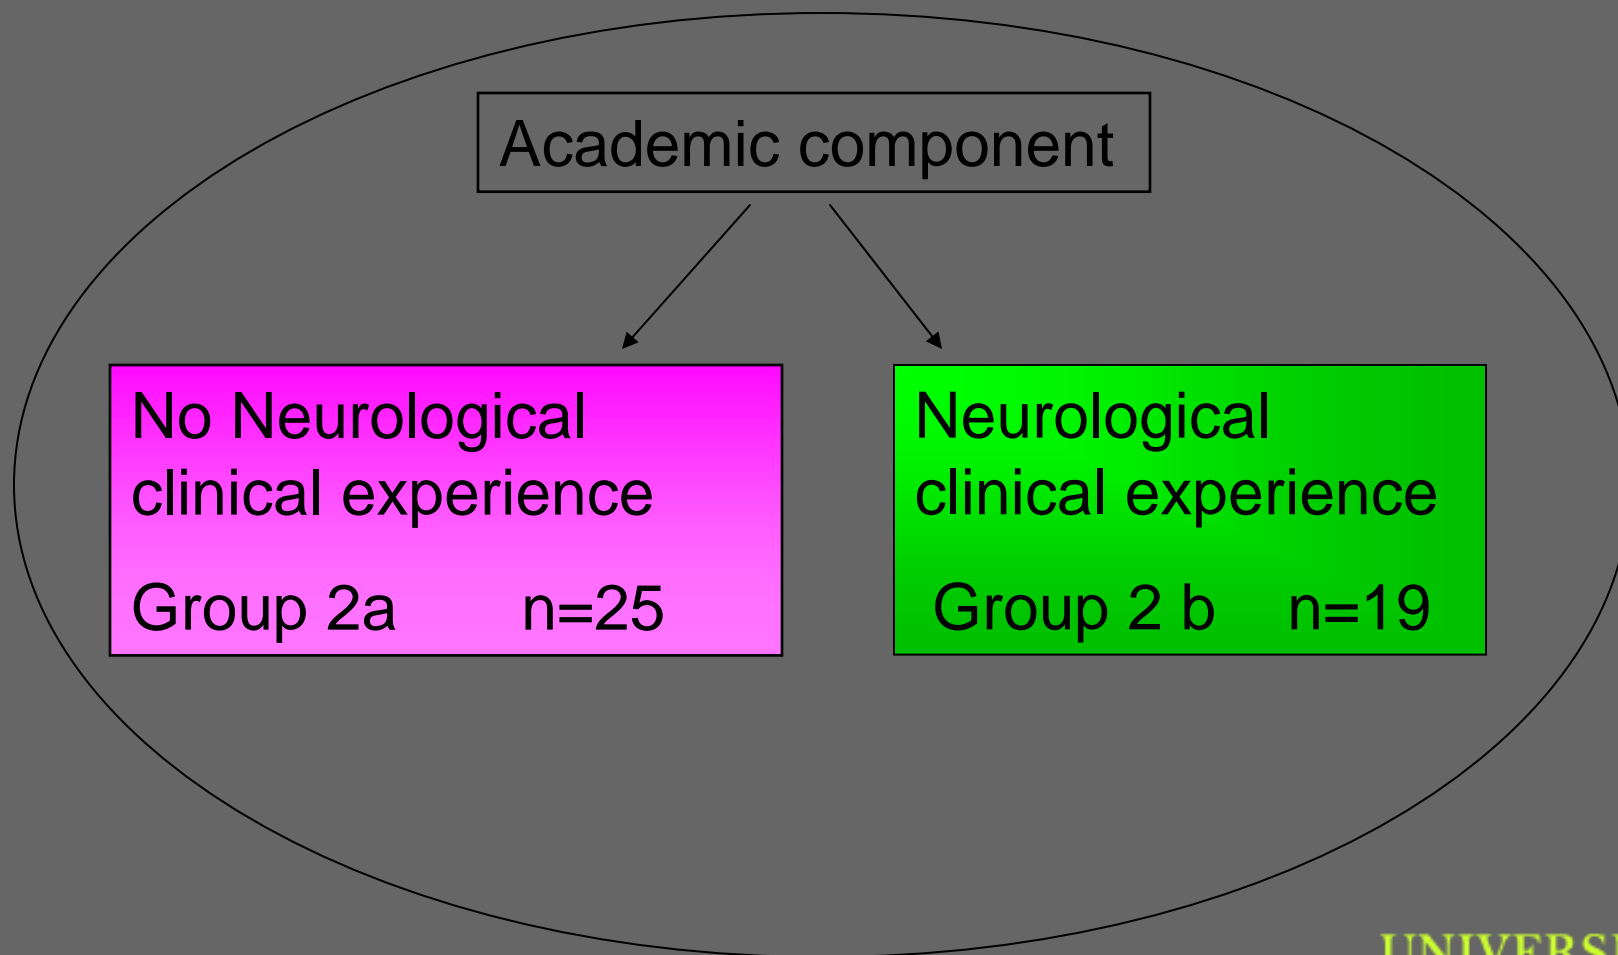 Academic component
No Neurological
clinical experience
Group 2a n=25
Neurological
clinical experience
Group 2 b n=19